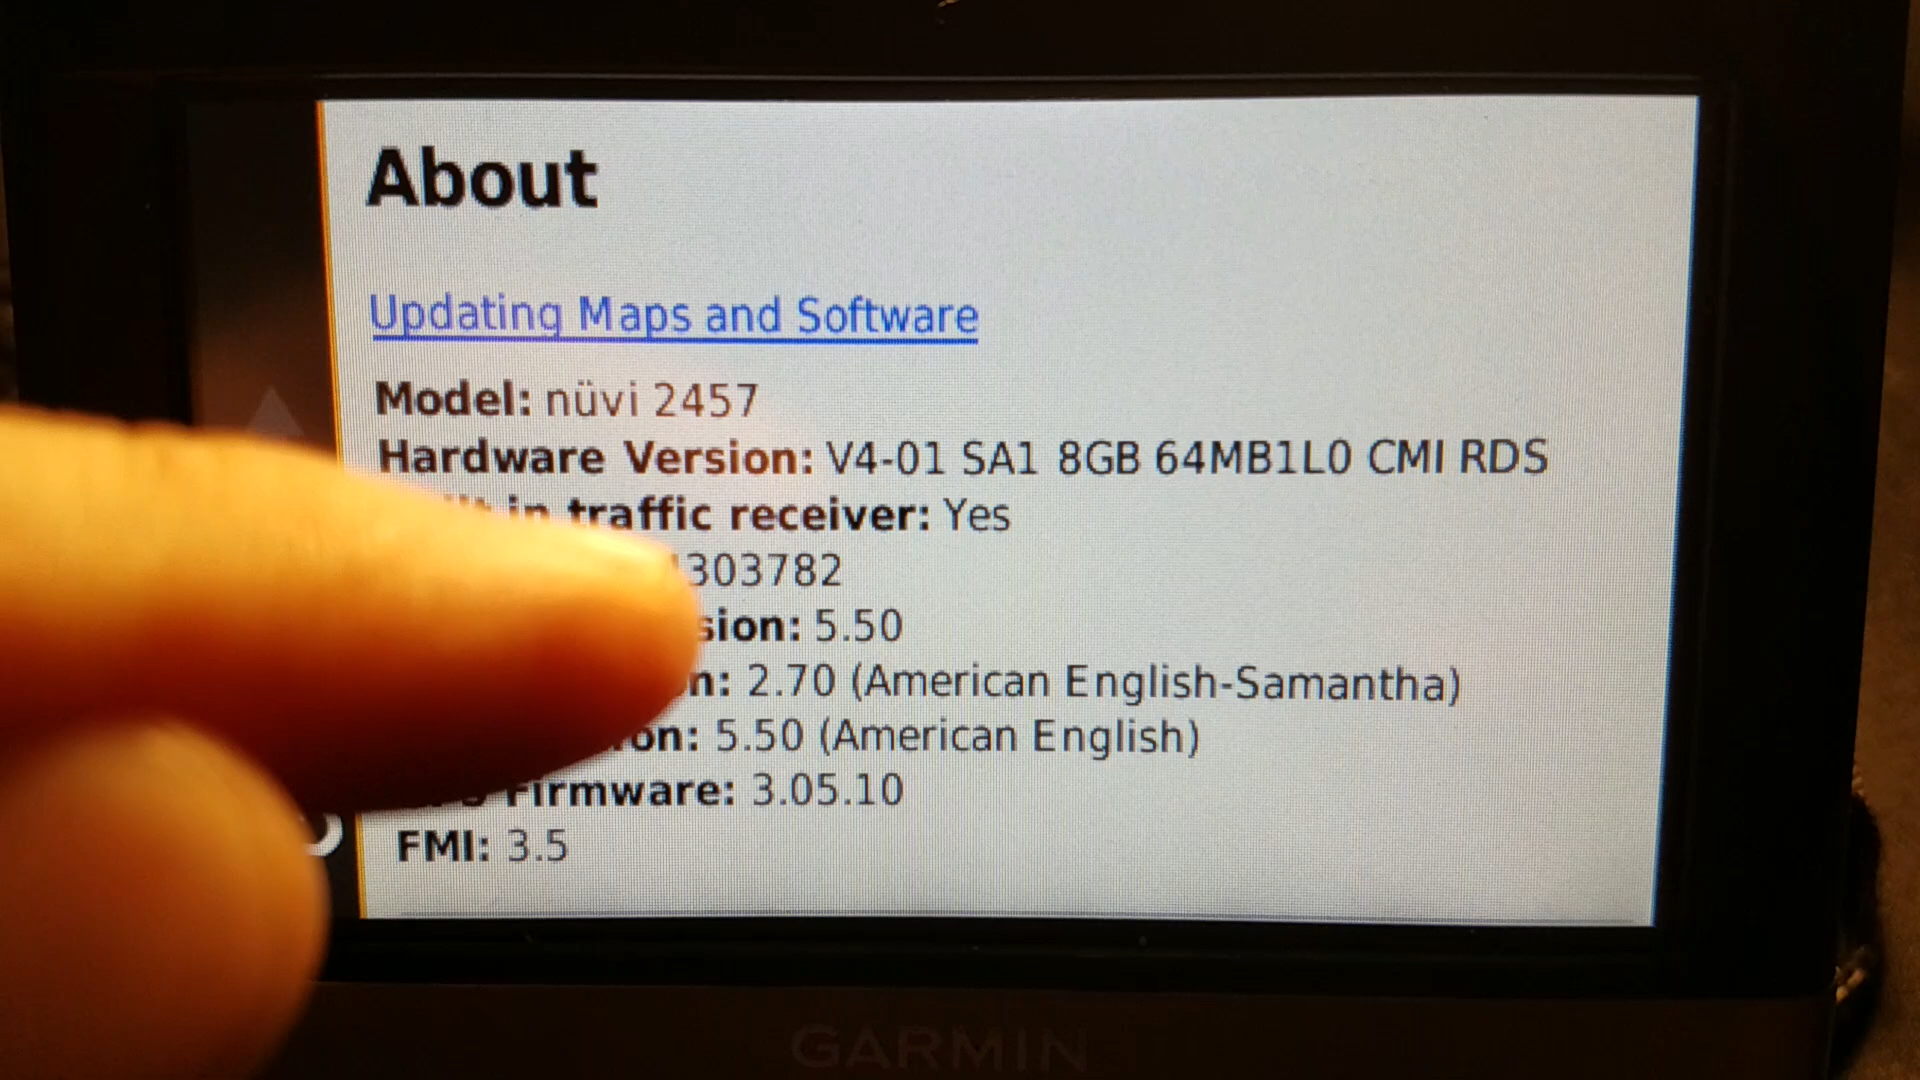 About
Updating Maps and Software
Model: nüvi 2457
Hardware Version: V4-01 SA1 8GB 64MB1L0 CMI RDS
traffic receiver: Yes
303782
5.50
2.70 (American English-Samantha)
5.50 (American English)
Firmware: 3.05.10
FMI: 3.5
GARMIN